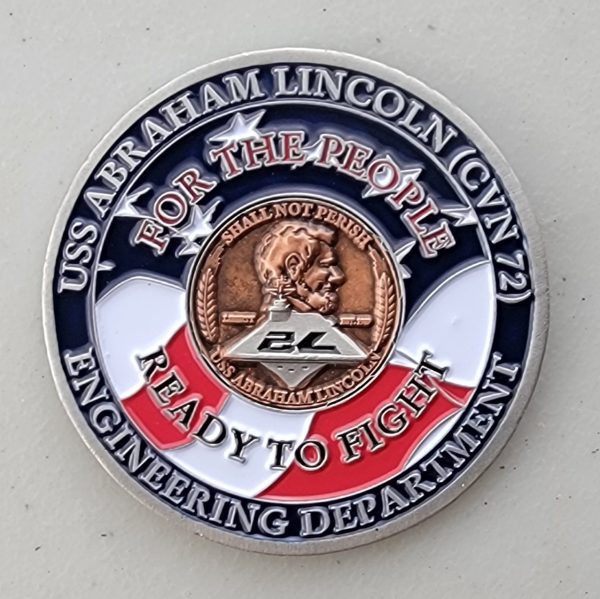 USS ABRAHAM LINCOLN (CVN 72)
FOR THE PEOPLE
SHALL NOT PERISH
USS ABRAHAM LINCOLN
READY TO FIGHT
ENGINEERING DEPARTMENT